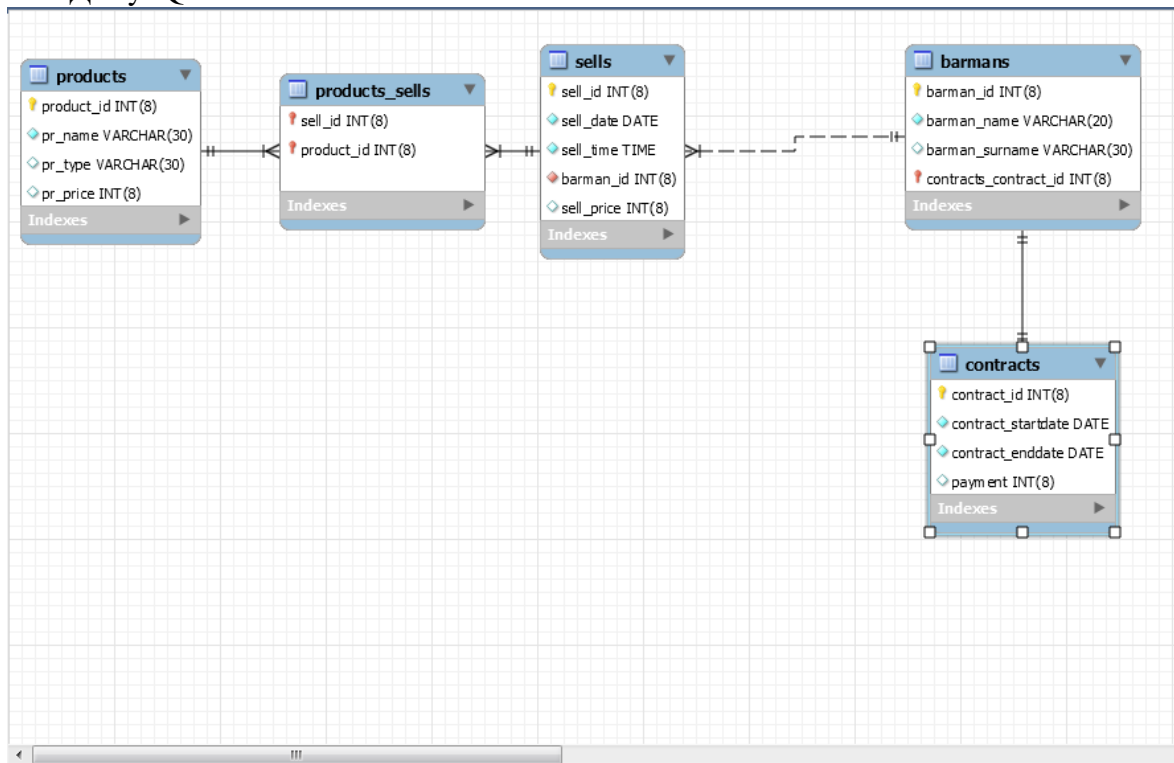 products
product_id INT(8)
pr_name VARCHAR(30)
pr_type VARCHAR(30)
pr_price INT(8)
Indexes
products_sells
sell_id INT(8)
product_id INT(8)
Indexes
sells
sell_id INT(8)
sell_date DATE
sell_time TIME
barman_id INT(8)
sell_price INT(8)
Indexes
barmans
barman_id INT(8)
barman_name VARCHAR(20)
barman_surname VARCHAR(30)
contracts_contract_id INT(8)
Indexes
contracts
contract_id INT(8)
contract_startdate DATE
contract_enddate DATE
payment INT(8)
Indexes